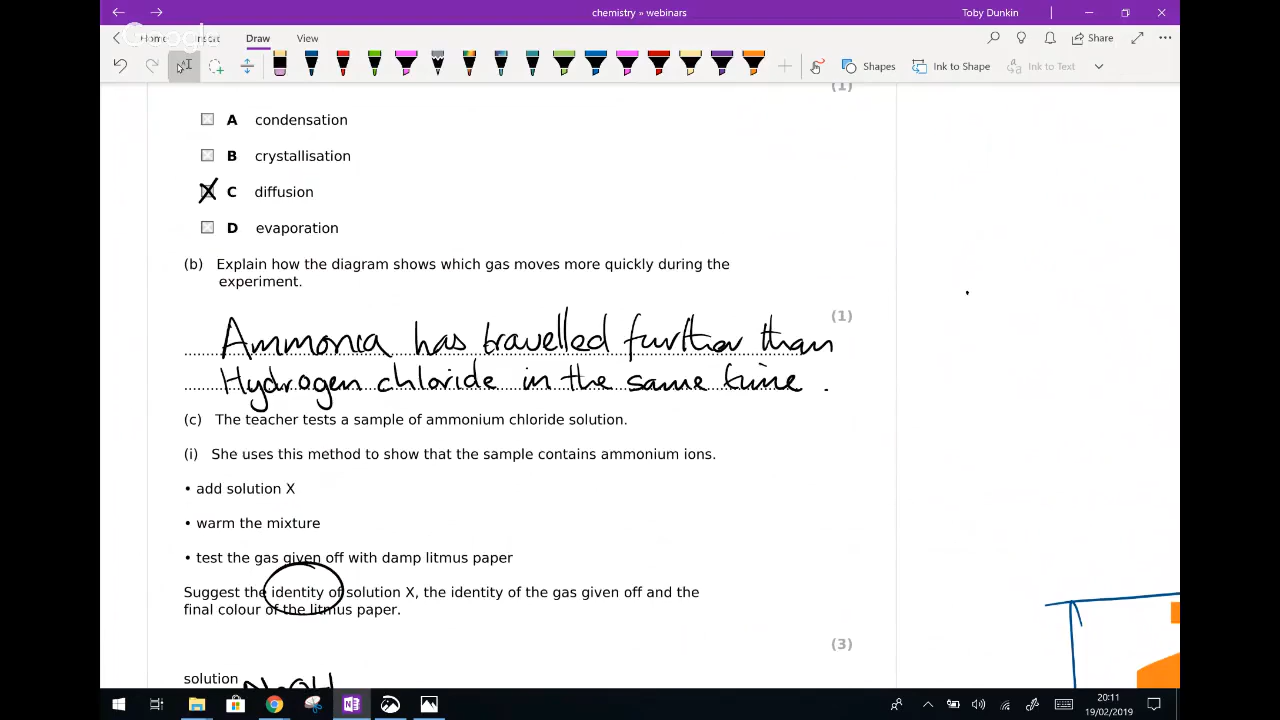 chemistry » webinars
Toby Dunkin
Google
Home
Insert
Draw
View
Share
Shapes
Ink to Shape
Ink to Text
(1)
A condensation
B crystallisation
C diffusion
D evaporation
(b) Explain how the diagram shows which gas moves more quickly during the
experiment.
(1)
Ammonia has travelled further than
Hydrogen chloride in the same time.
(c) The teacher tests a sample of ammonium chloride solution.
(i) She uses this method to show that the sample contains ammonium ions.
• add solution X
• warm the mixture
• test the gas given off with damp litmus paper
Suggest the identity of solution X, the identity of the gas given off and the
final colour of the litmus paper.
(3)
solution NaOH
20:11
19/02/2019